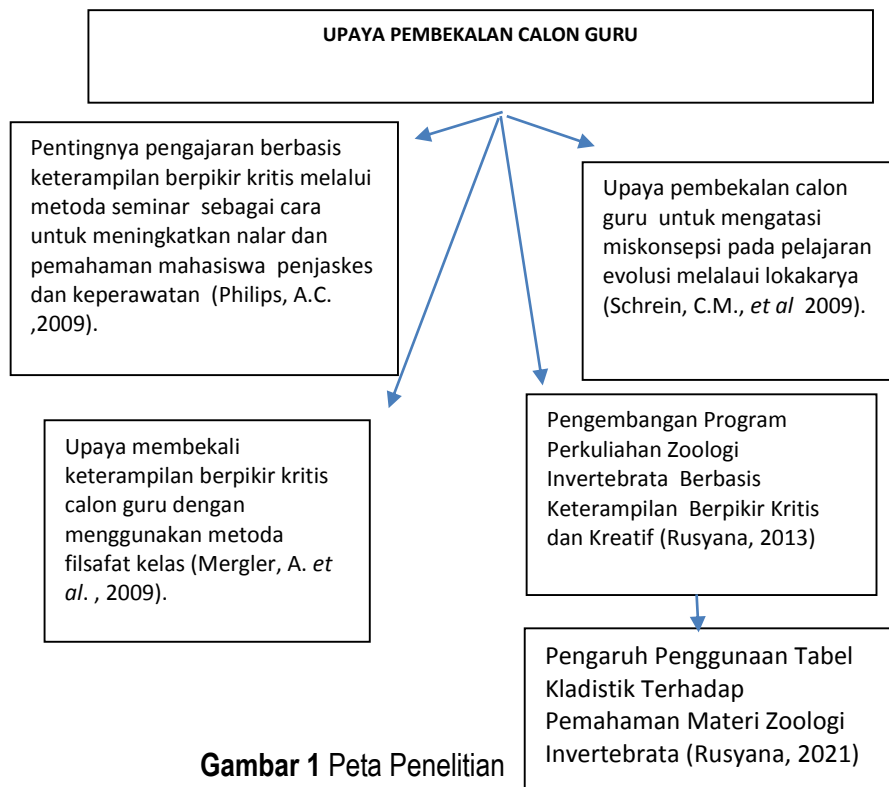 UPAYA PEMBEKALAN CALON GURU
Pentingnya pengajaran berbasis
keterampilan berpikir kritis melalui
metoda seminar sebagai cara
untuk meningkatkan nalar dan
pemahaman mahasiswa penjaskes
dan keperawatan (Philips, A.C.
,2009).
Upaya pembekalan calon
guru untuk mengatasi
miskonsepsi pada pelajaran
evolusi melalaui lokakarya
(Schrein, C.M., et al 2009).
Upaya membekali
keterampilan berpikir kritis
calon guru dengan
menggunakan metoda
filsafat kelas (Mergler, A. et
al. , 2009).
Pengembangan Program
Perkuliahan Zoologi
Invertebrata Berbasis
Keterampilan Berpikir Kritis
dan Kreatif (Rusyana, 2013)
Pengaruh Penggunaan Tabel
Kladistik Terhadap
Pemahaman Materi Zoologi
Invertebrata (Rusyana, 2021)
Gambar 1 Peta Penelitian